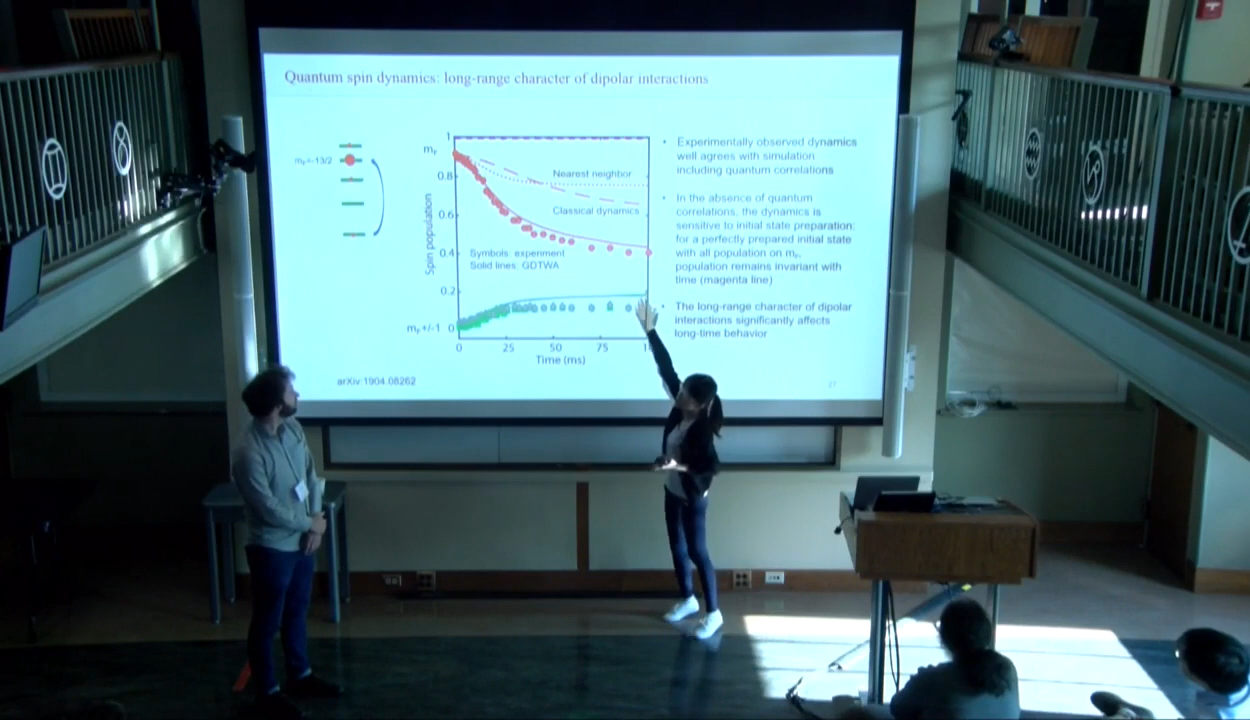 Quantum spin dynamics: long-range character of dipolar interactions
mF=-13/2
1
mF
0.8
0.6
0.4
0.2
mF+/-1 0
Spin population
Nearest neighbor
Classical dynamics
Symbols: experiment
Solid lines: GDTWA
0 25 50 75
Time (ms)
• Experimentally observed dynamics
well agrees with simulation
including quantum correlations
• In the absence of quantum
correlations, the dynamics is
sensitive to initial state preparation:
for a perfectly prepared initial state
with all population on mF,
population remains invariant with
time (magenta line)
• The long-range character of dipolar
interactions significantly affects
long-time behavior
arXiv:1904.08262